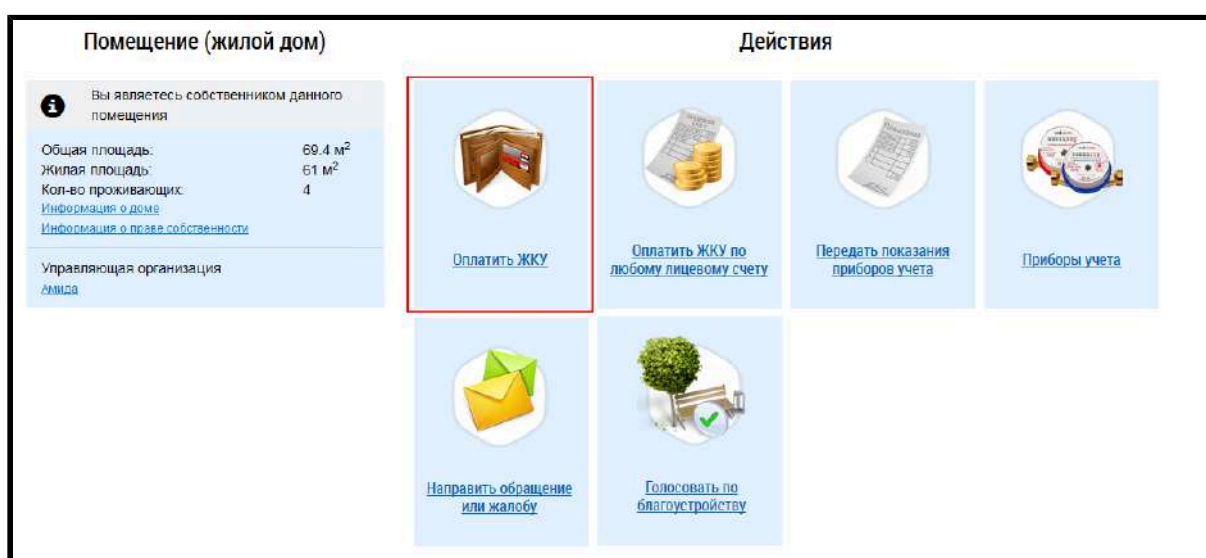 Помещение (жилой дом)
Действия
Вы являетесь собственником данного
помещения
Общая площадь: 69.4 м²
Жилая площадь: 61 м²
Кол-во проживающих: 4
Информация о доме
Информация о праве собственности
Управляющая организация
Амида
Оплатить ЖКУ
Оплатить ЖКУ по
любому лицевому счету
Передать показания
приборов учета
Приборы учета
Направить обращение
или жалобу
Голосовать по
благоустройству